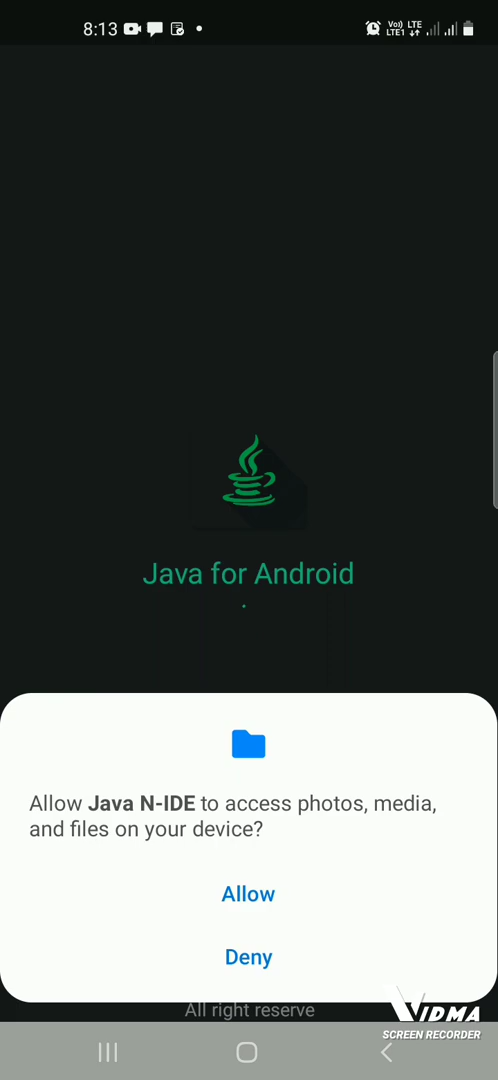 8:13
Vo)) LTE
LTE1
Java for Android
Allow Java N-IDE to access photos, media,
and files on your device?
Allow
Deny
All right reserve
VIDMA
SCREEN RECORDER